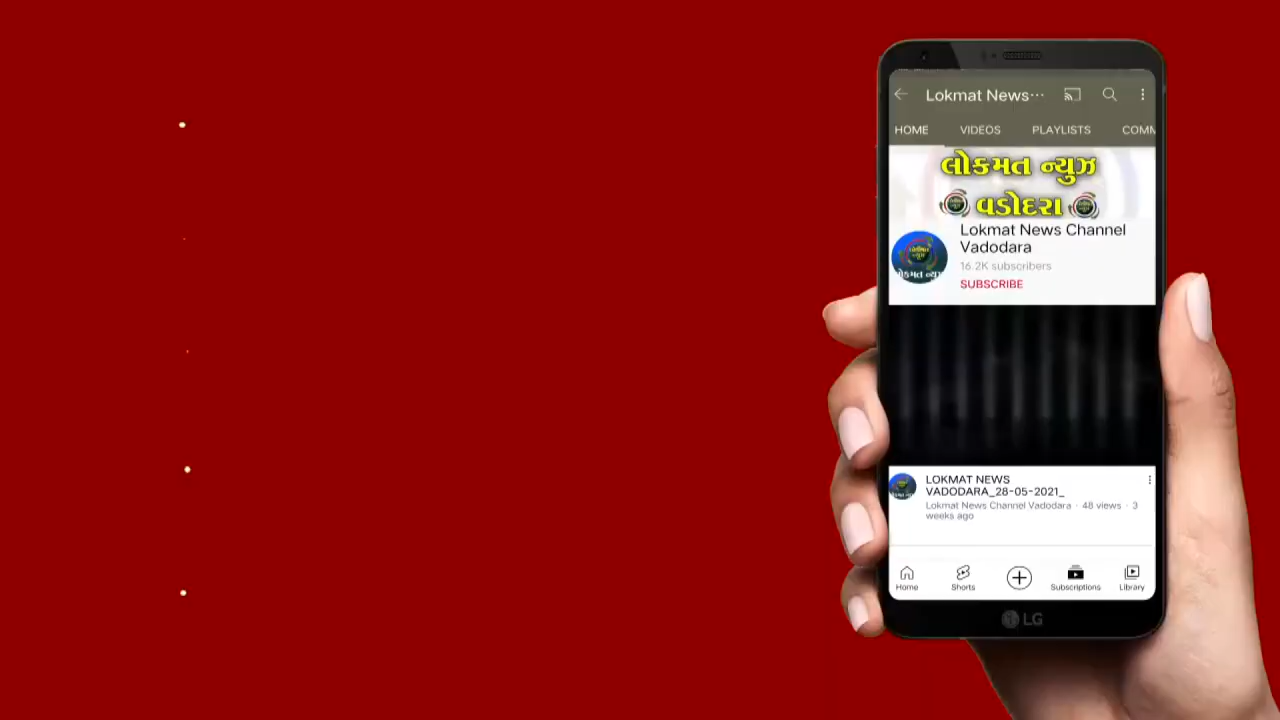 Lokmat News...
HOME VIDEOS PLAYLISTS COMM
લોકમત ન્યુઝ
વડોદરા
Lokmat News Channel
Vadodara
16.2K subscribers
SUBSCRIBE
LOKMAT NEWS
VADODARA_28-05-2021_
Lokmat News Channel Vadodara · 48 views · 3
weeks ago
Home Shorts Subscriptions Library
LG